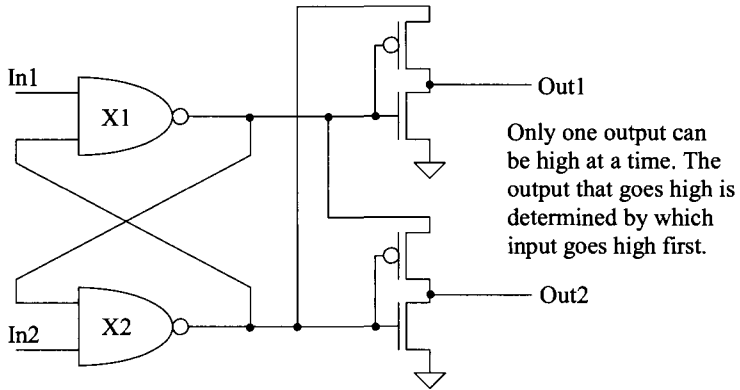 In1
X1
Out1
Only one output can
be high at a time. The
output that goes high is
determined by which
input goes high first.
X2
In2
Out2